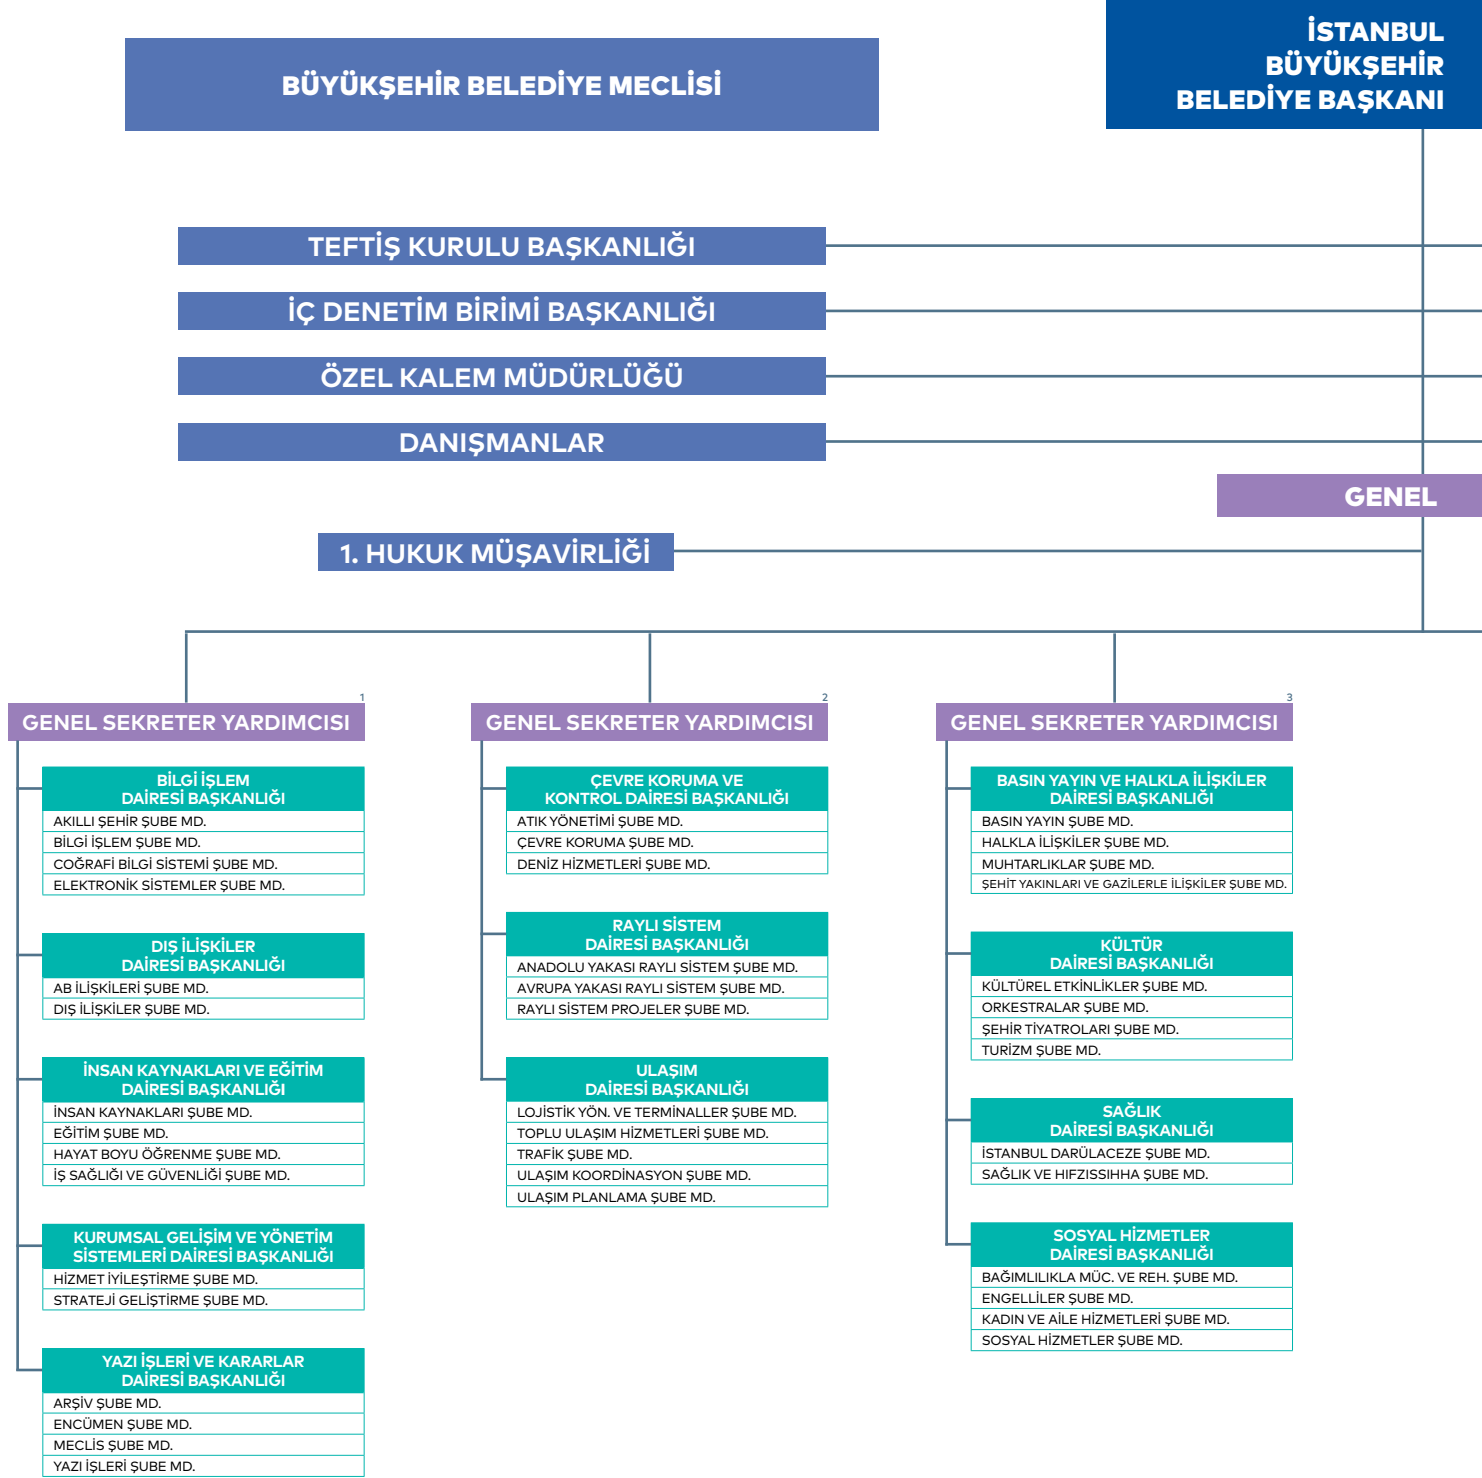 BÜYÜKŞEHİR BELEDİYE MECLİSİ
İSTANBUL
BÜYÜKŞEHİR
BELEDİYE BAŞKANI
TEFTİŞ KURULU BAŞKANLIĞI
İÇ DENETİM BİRİMİ BAŞKANLIĞI
ÖZEL KALEM MÜDÜRLÜĞÜ
DANIŞMANLAR
GENEL
1. HUKUK MÜŞAVİRLİĞİ
1
GENEL SEKRETER YARDIMCISI
BİLGİ İŞLEM
DAİRESİ BAŞKANLIĞI
AKILLI ŞEHİR ŞUBE MD.
BİLGİ İŞLEM ŞUBE MD.
COĞRAFİ BİLGİ SİSTEMİ ŞUBE MD.
ELEKTRONİK SİSTEMLER ŞUBE MD.
DIŞ İLİŞKİLER
DAİRESİ BAŞKANLIĞI
AB İLİŞKİLERİ ŞUBE MD.
DIŞ İLİŞKİLER ŞUBE MD.
İNSAN KAYNAKLARI VE EĞİTİM
DAİRESİ BAŞKANLIĞI
İNSAN KAYNAKLARI ŞUBE MD.
EĞİTİM ŞUBE MD.
HAYAT BOYU ÖĞRENME ŞUBE MD.
İŞ SAĞLIĞI VE GÜVENLİĞİ ŞUBE MD.
KURUMSAL GELİŞİM VE YÖNETİM
SİSTEMLERİ DAİRESİ BAŞKANLIĞI
HİZMET İYİLEŞTİRME ŞUBE MD.
STRATEJİ GELİŞTİRME ŞUBE MD.
YAZI İŞLERİ VE KARARLAR
DAİRESİ BAŞKANLIĞI
ARŞİV ŞUBE MD.
ENCÜMEN ŞUBE MD.
MECLİS ŞUBE MD.
YAZI İŞLERİ ŞUBE MD.
2
GENEL SEKRETER YARDIMCISI
ÇEVRE KORUMA VE
KONTROL DAİRESİ BAŞKANLIĞI
ATIK YÖNETİMİ ŞUBE MD.
ÇEVRE KORUMA ŞUBE MD.
DENİZ HİZMETLERİ ŞUBE MD.
RAYLI SİSTEM
DAİRESİ BAŞKANLIĞI
ANADOLU YAKASI RAYLI SİSTEM ŞUBE MD.
AVRUPA YAKASI RAYLI SİSTEM ŞUBE MD.
RAYLI SİSTEM PROJELER ŞUBE MD.
ULAŞIM
DAİRESİ BAŞKANLIĞI
LOJİSTİK YÖN. VE TERMİNALLER ŞUBE MD.
TOPLU ULAŞIM HİZMETLERİ ŞUBE MD.
TRAFİK ŞUBE MD.
ULAŞIM KOORDİNASYON ŞUBE MD.
ULAŞIM PLANLAMA ŞUBE MD.
3
GENEL SEKRETER YARDIMCISI
BASIN YAYIN VE HALKLA İLİŞKİLER
DAİRESİ BAŞKANLIĞI
BASIN YAYIN ŞUBE MD.
HALKLA İLİŞKİLER ŞUBE MD.
MUHTARLIKLAR ŞUBE MD.
ŞEHİT YAKINLARI VE GAZİLERLE İLİŞKİLER ŞUBE MD.
KÜLTÜR
DAİRESİ BAŞKANLIĞI
KÜLTÜREL ETKİNLİKLER ŞUBE MD.
ORKESTRALAR ŞUBE MD.
ŞEHİR TİYATROLARI ŞUBE MD.
TURİZM ŞUBE MD.
SAĞLIK
DAİRESİ BAŞKANLIĞI
İSTANBUL DARÜLACEZE ŞUBE MD.
SAĞLIK VE HIFZISSIHHA ŞUBE MD.
SOSYAL HİZMETLER
DAİRESİ BAŞKANLIĞI
BAĞIMLILIKLA MÜC. VE REH. ŞUBE MD.
ENGELLİLER ŞUBE MD.
KADIN VE AİLE HİZMETLERİ ŞUBE MD.
SOSYAL HİZMETLER ŞUBE MD.